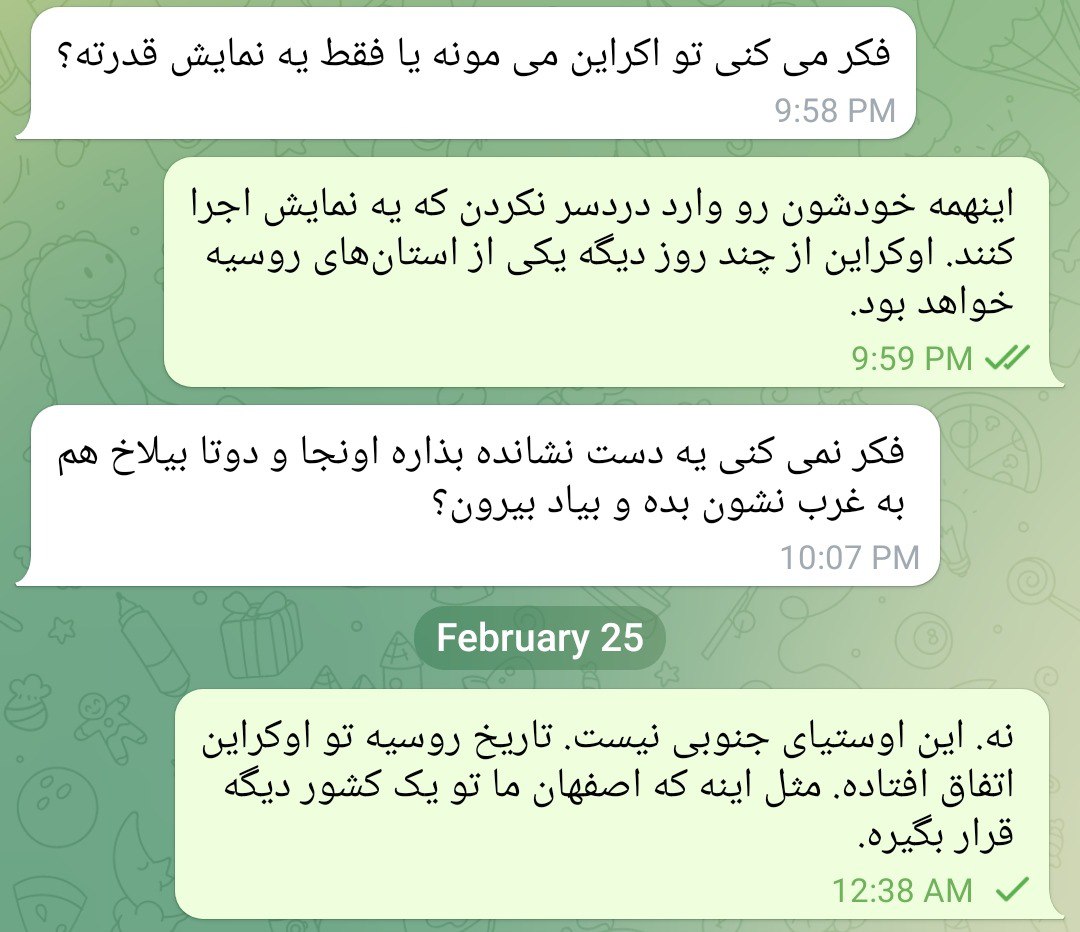 فکر می کنی تو اکراین می مونه یا فقط یه نمایش قدرته؟
9:58 PM
اینهمه خودشون رو وارد دردسر نکردن که یه نمایش اجرا
کنند. اوکراین از چند روز دیگه یکی از استان‌های روسیه
خواهد بود.
9:59 PM
فکر نمی کنی یه دست نشانده بذاره اونجا و دوتا بیلاخ هم
به غرب نشون بده و بیاد بیرون؟
10:07 PM
February 25
نه. این اوستیای جنوبی نیست. تاریخ روسیه تو اوکراین
اتفاق افتاده. مثل اینه که اصفهان ما تو یک کشور دیگه
قرار بگیره.
12:38 AM